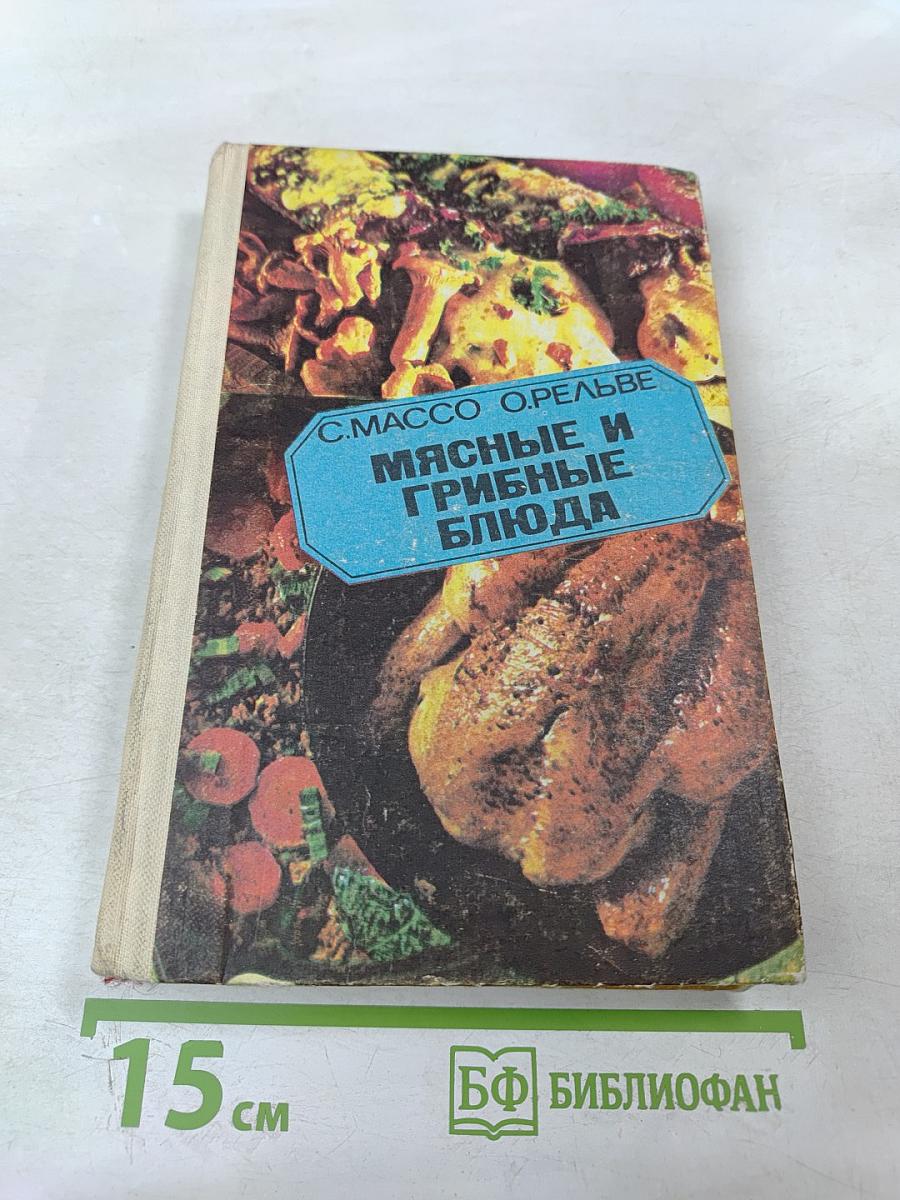 С.МАССО О.РЕЛЬВЕ
МЯСНЫЕ И
ГРИБНЫЕ
БЛЮДА
15 см
БФ БИБЛИОФАН